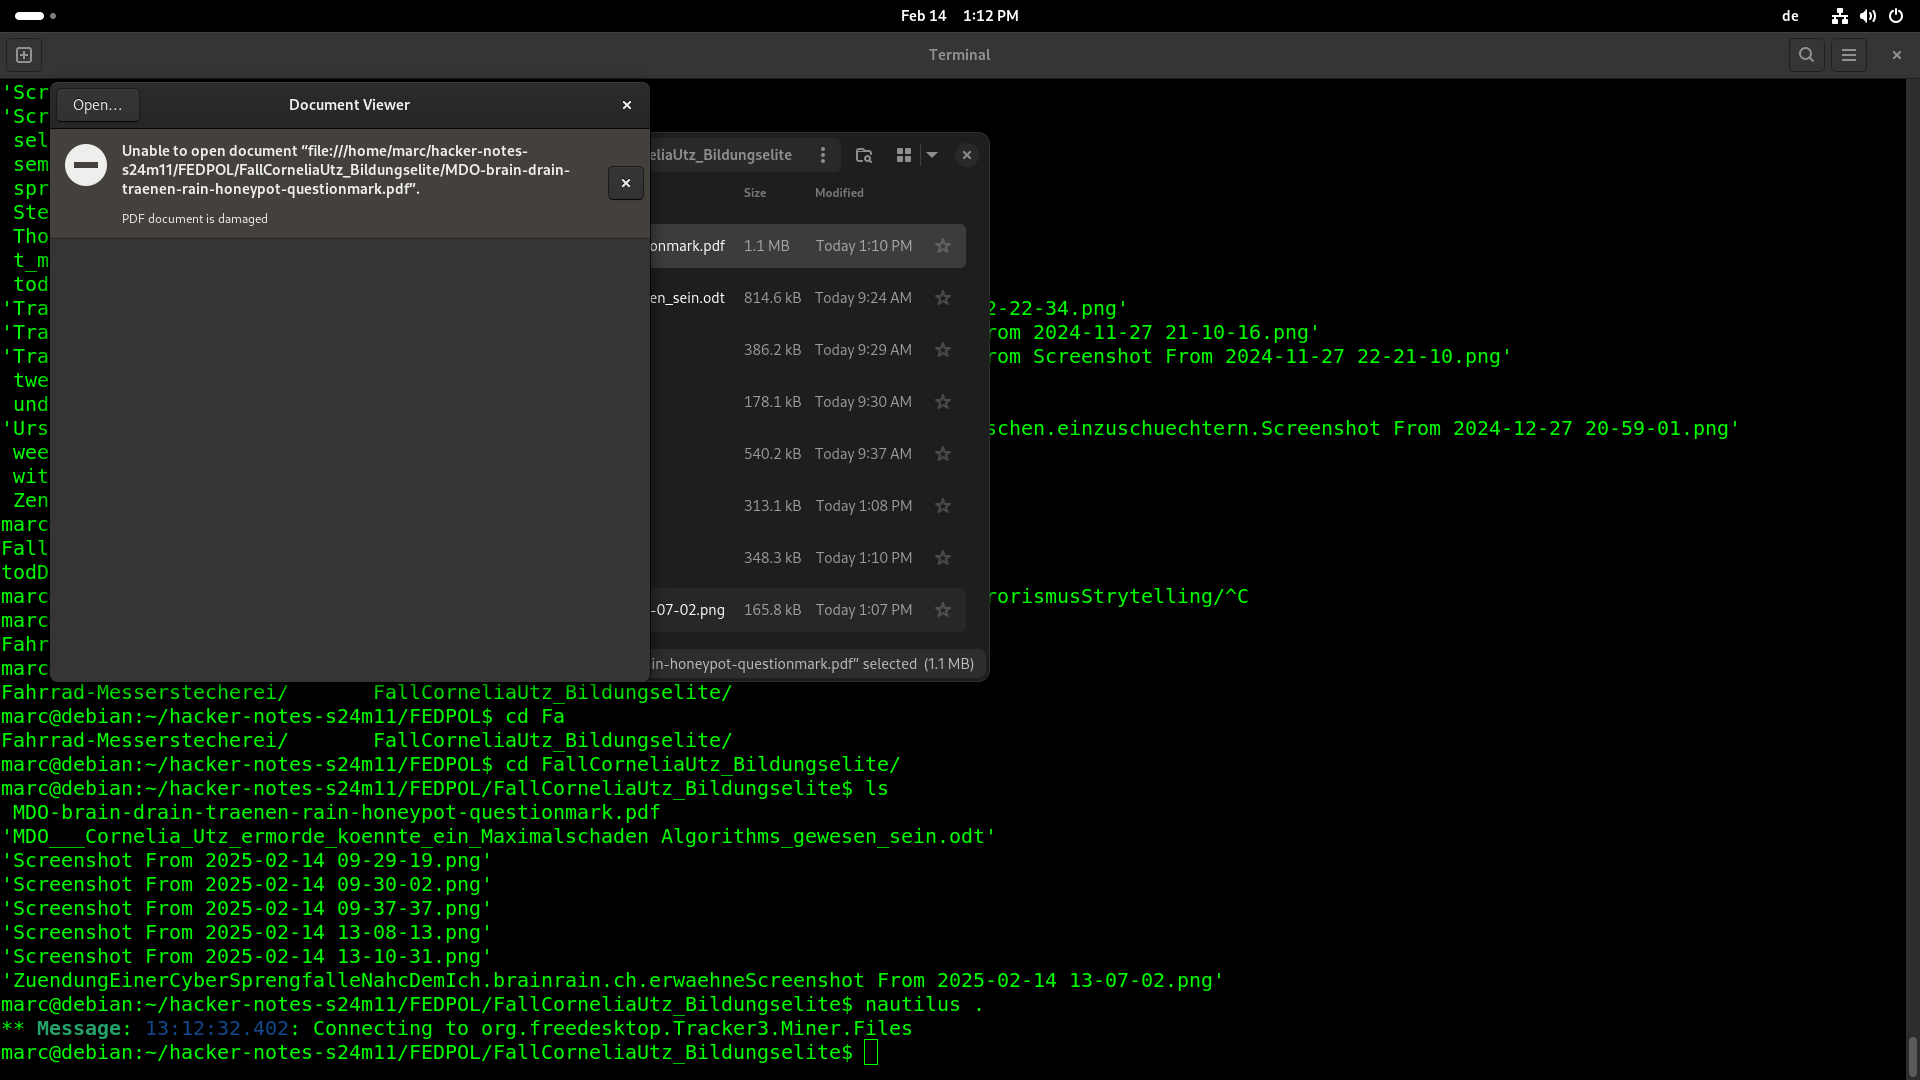 Feb 14 1:12 PM
de
Terminal
'Scr
'Scr
sel
sem
spr
Ste
Tho
t_m
tod
'Tra
'Tra
'Tra
twe
und
'Urs
wee
wit
Zen
marc
Fall
todD
marc
marc
Fahr
marc
Open…
Document Viewer
Unable to open document “file:///home/marc/hacker-notes-
s24m11/FEDPOL/FallCorneliaUtz_Bildungselite/MDO-brain-drain-
traenen-rain-honeypot-questionmark.pdf”.
PDF document is damaged
eliaUtz_Bildungselite
Size Modified
onmark.pdf 1.1 MB Today 1:10 PM
en_sein.odt 814.6 kB Today 9:24 AM
386.2 kB Today 9:29 AM
178.1 kB Today 9:30 AM
540.2 kB Today 9:37 AM
313.1 kB Today 1:08 PM
348.3 kB Today 1:10 PM
-07-02.png 165.8 kB Today 1:07 PM
in-honeypot-questionmark.pdf” selected (1.1 MB)
2-22-34.png'
rom 2024-11-27 21-10-16.png'
rom Screenshot From 2024-11-27 22-21-10.png'
schen.einzuschuechtern.Screenshot From 2024-12-27 20-59-01.png'
rorismusStrytelling/^C
Fahrrad-Messerstecherei/ FallCorneliaUtz_Bildungselite/
marc@debian:~/hacker-notes-s24m11/FEDPOL$ cd Fa
Fahrrad-Messerstecherei/ FallCorneliaUtz_Bildungselite/
marc@debian:~/hacker-notes-s24m11/FEDPOL$ cd FallCorneliaUtz_Bildungselite/
marc@debian:~/hacker-notes-s24m11/FEDPOL/FallCorneliaUtz_Bildungselite$ ls
MDO-brain-drain-traenen-rain-honeypot-questionmark.pdf
'MDO___Cornelia_Utz_ermorde_koennte_ein_Maximalschaden Algorithms_gewesen_sein.odt'
'Screenshot From 2025-02-14 09-29-19.png'
'Screenshot From 2025-02-14 09-30-02.png'
'Screenshot From 2025-02-14 09-37-37.png'
'Screenshot From 2025-02-14 13-08-13.png'
'Screenshot From 2025-02-14 13-10-31.png'
'ZuendungEinerCyberSprengfalleNahcDemIch.brainrain.ch.erwaehneScreenshot From 2025-02-14 13-07-02.png'
marc@debian:~/hacker-notes-s24m11/FEDPOL/FallCorneliaUtz_Bildungselite$ nautilus .
** Message: 13:12:32.402: Connecting to org.freedesktop.Tracker3.Miner.Files
marc@debian:~/hacker-notes-s24m11/FEDPOL/FallCorneliaUtz_Bildungselite$